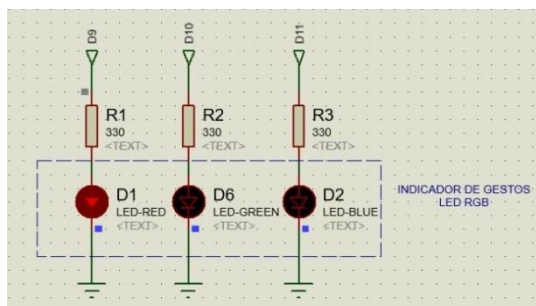 D9
D10
D11
R1
330
<TEXT>
R2
330
<TEXT>
R3
330
<TEXT>
D1
LED-RED
<TEXT>
D6
LED-GREEN
<TEXT>
D2
LED-BLUE
<TEXT>
INDICADOR DE GESTOS
LED RGB